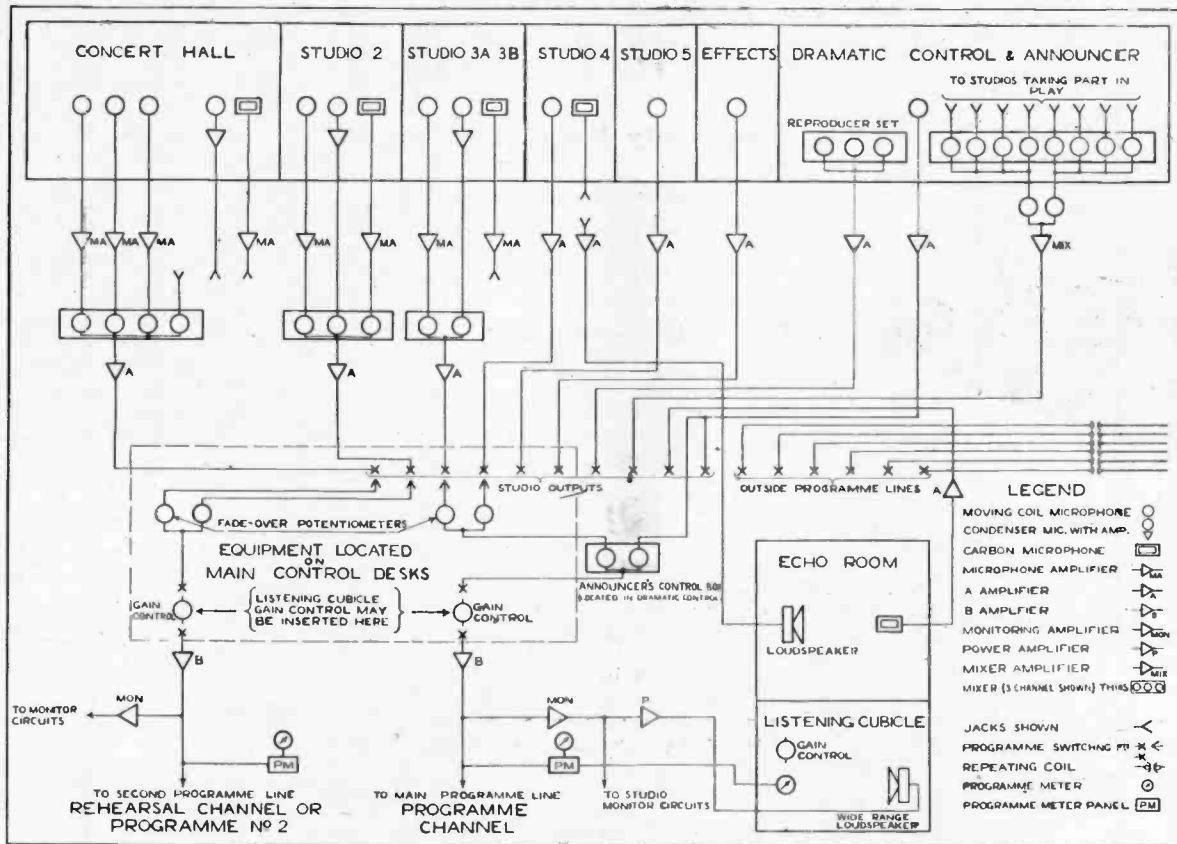 CONCERT HALL
STUDIO 2
STUDIO 3A 3B
STUDIO 4
STUDIO 5
EFFECTS
DRAMATIC CONTROL & ANNOUNCER
TO STUDIOS TAKING PART IN
PLAY
REPRODUCER SET
MA
MA
MA
MA
MA
MA
MA
MA
A
A
A
A
A
A
MIX
A
A
A
STUDIO OUTPUTS
OUTSIDE PROGRAMME LINES
A
FADE-OVER POTENTIOMETERS
EQUIPMENT LOCATED
ON
MAIN CONTROL DESKS
GAIN
CONTROL
LISTENING CUBICLE
GAIN CONTROL MAY
BE INSERTED HERE
GAIN
CONTROL
ANNOUNCER'S CONTROL BOX
(LOCATED IN DRAMATIC CONTROL)
B
B
MON
TO MONITOR
CIRCUITS
PM
MON
P
PM
TO SECOND PROGRAMME LINE
REHEARSAL CHANNEL OR
PROGRAMME Nº 2
TO MAIN PROGRAMME LINE
PROGRAMME
CHANNEL
TO STUDIO
MONITOR CIRCUITS
ECHO ROOM
LOUDSPEAKER
LISTENING CUBICLE
GAIN
CONTROL
WIDE RANGE
LOUDSPEAKER
LEGEND
MOVING COIL MICROPHONE
CONDENSER MIC. WITH AMP.
CARBON MICROPHONE
MICROPHONE AMPLIFIER MA
A AMPLIFIER A
B AMPLFIER B
MONITORING AMPLIFIER MON
POWER AMPLIFIER P
MIXER AMPLIFIER MIX
MIXER (3 CHANNEL SHOWN) THUS
JACKS SHOWN
PROGRAMME SWITCHNG
REPEATING COIL
PROGRAMME METER
PROGRAMME METER PANEL PM